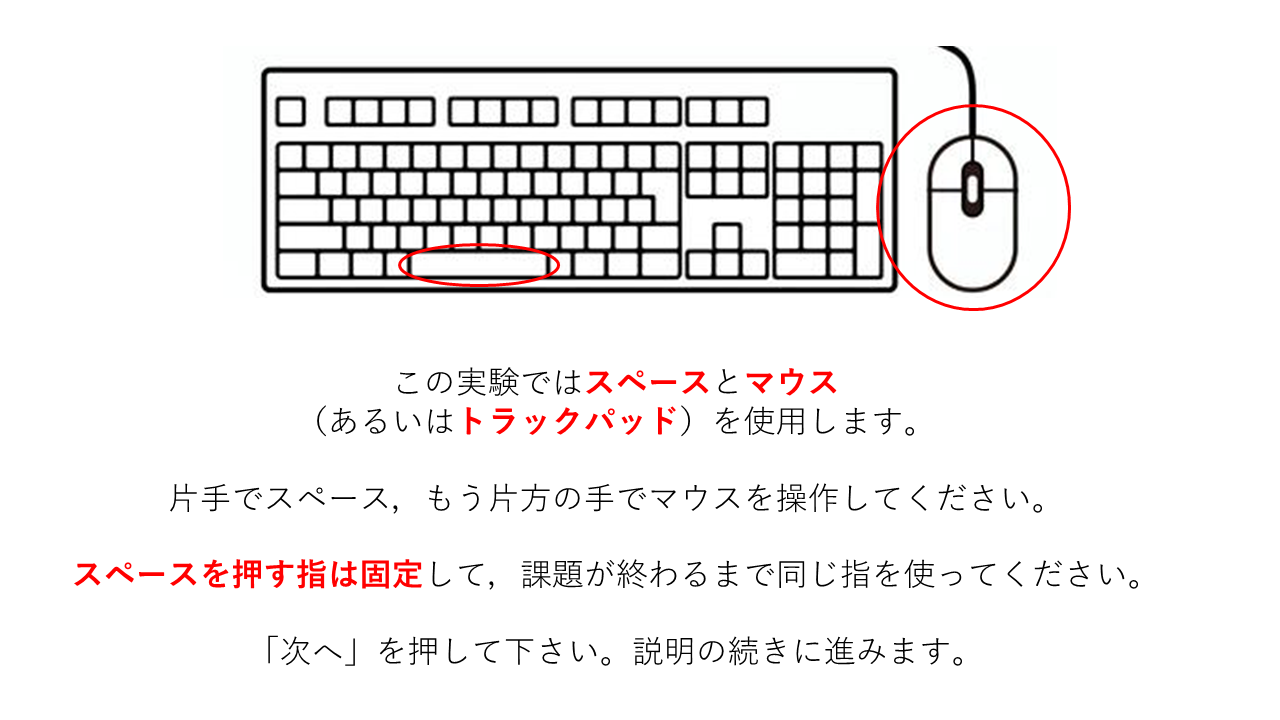 この実験ではスペースとマウス
（あるいはトラックパッド）を使用します。
片手でスペース，もう片方の手でマウスを操作してください。
スペースを押す指は固定して，課題が終わるまで同じ指を使ってください。
「次へ」を押して下さい。説明の続きに進みます。